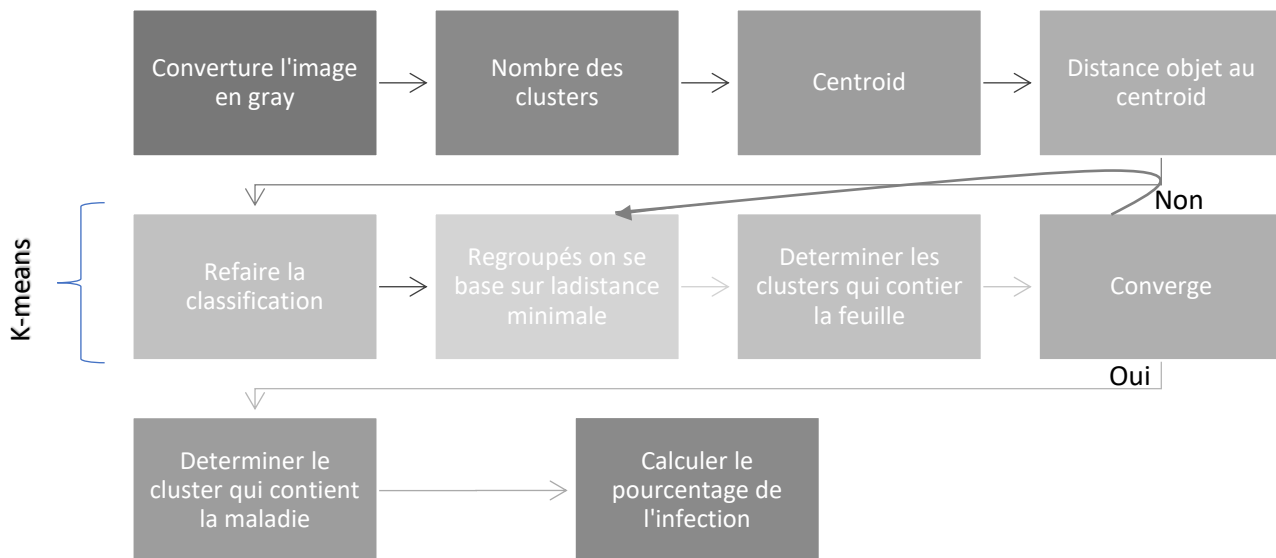 Converture l'image
en gray
Nombre des
clusters
Centroid
Distance objet au
centroid
Non
K-means
Refaire la
classification
Regroupés on se
base sur ladistance
minimale
Determiner les
clusters qui contier
la feuille
Converge
Oui
Determiner le
cluster qui contient
la maladie
Calculer le
pourcentage de
l'infection